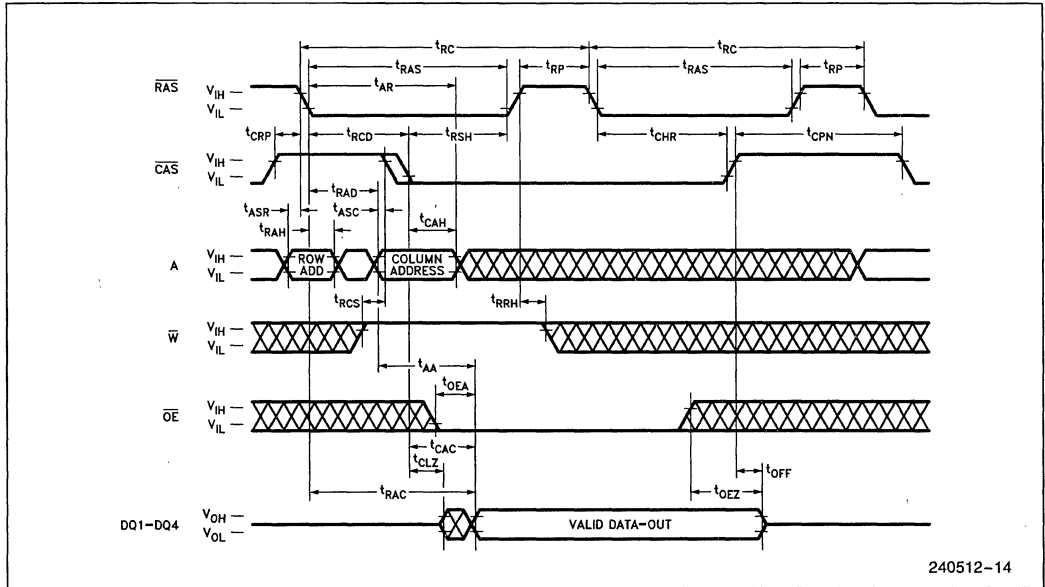 tRC tRC
tRAS tRP tRAS tRP
tAR
RAS VIH
VIL
tCRP tRCD tRSH tCHR tCPN
CAS VIH
VIL
tRAD
tASR tASC
tRAH tCAH
A VIH ROW COLUMN
VIL ADD ADDRESS
tRCS tRRH
W VIH
VIL
tAA
tOEA
OE VIH
VIL
tCAC
tCLZ tOFF
tRAC tOEZ
DQ1-DQ4 VOH VALID DATA-OUT
VOL
240512-14